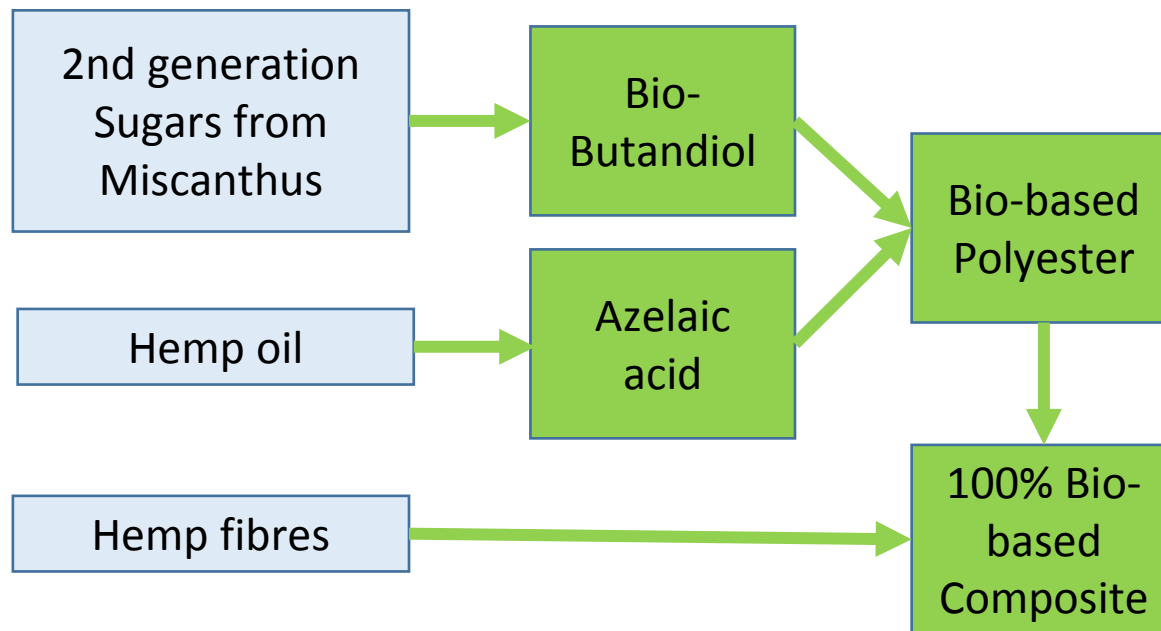 2nd generation
Sugars from
Miscanthus
Bio-
Butandiol
Bio-based
Polyester
Hemp oil
Azelaic
acid
Hemp fibres
100% Bio-
based
Composite